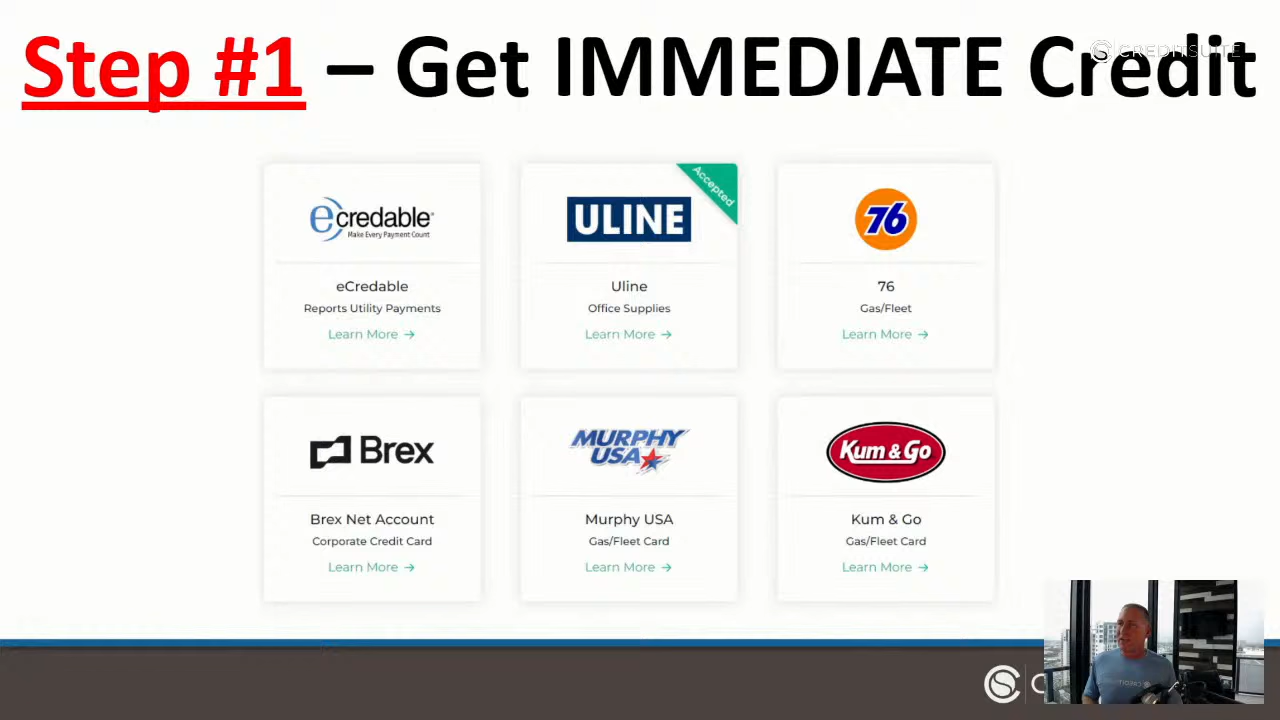 Step #1 – Get IMMEDIATE Credit
CREDITSUITE
ecredable
Make Every Payment Count
eCredable
Reports Utility Payments
Learn More →
ULINE
Accepted
Uline
Office Supplies
Learn More →
76
76
Gas/Fleet
Learn More →
Brex
Brex Net Account
Corporate Credit Card
Learn More →
MURPHY
USA
Murphy USA
Gas/Fleet Card
Learn More →
Kum & Go
Kum & Go
Gas/Fleet Card
Learn More →